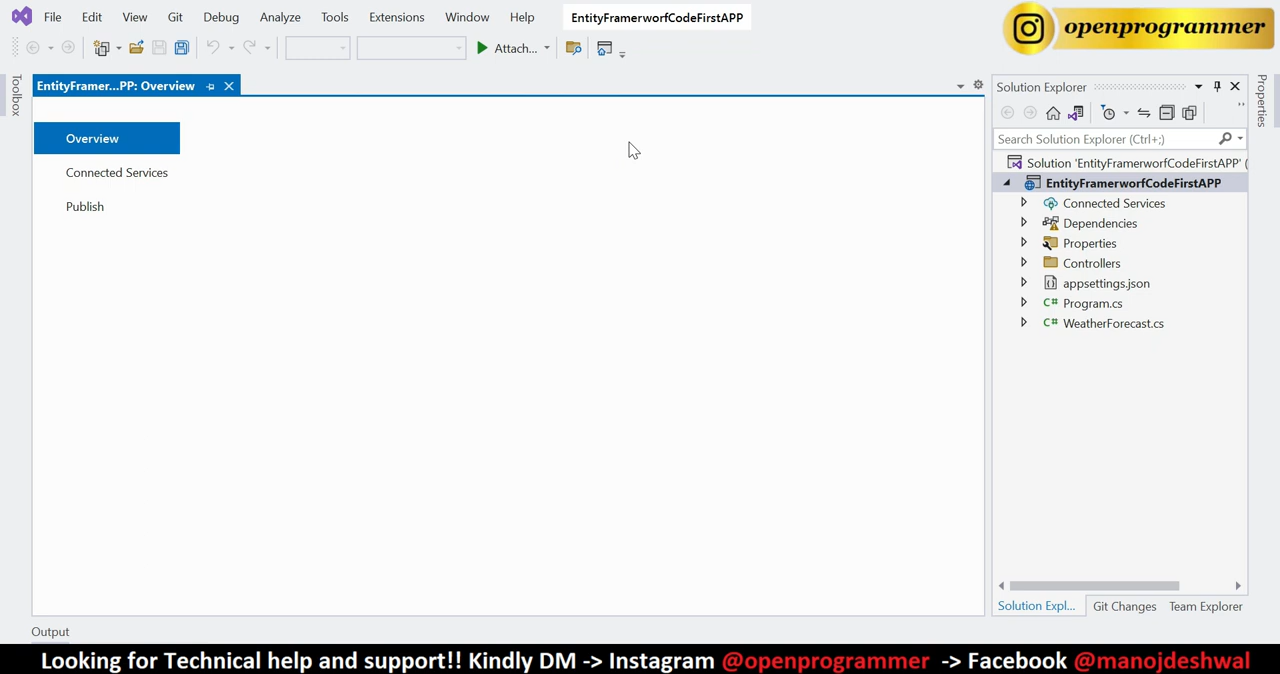 File Edit View Git Debug Analyze Tools Extensions Window Help EntityFramerworfCodeFirstAPP
openprogrammer
Attach...
Toolbox
EntityFramer...PP: Overview
Overview
Connected Services
Publish
Solution Explorer
Search Solution Explorer (Ctrl+;)
Solution 'EntityFramerworfCodeFirstAPP' (
EntityFramerworfCodeFirstAPP
Connected Services
Dependencies
Properties
Controllers
appsettings.json
C# Program.cs
C# WeatherForecast.cs
Solution Expl... Git Changes Team Explorer
Properties
Output
Looking for Technical help and support!! Kindly DM -> Instagram @openprogrammer -> Facebook @manojdeshwal